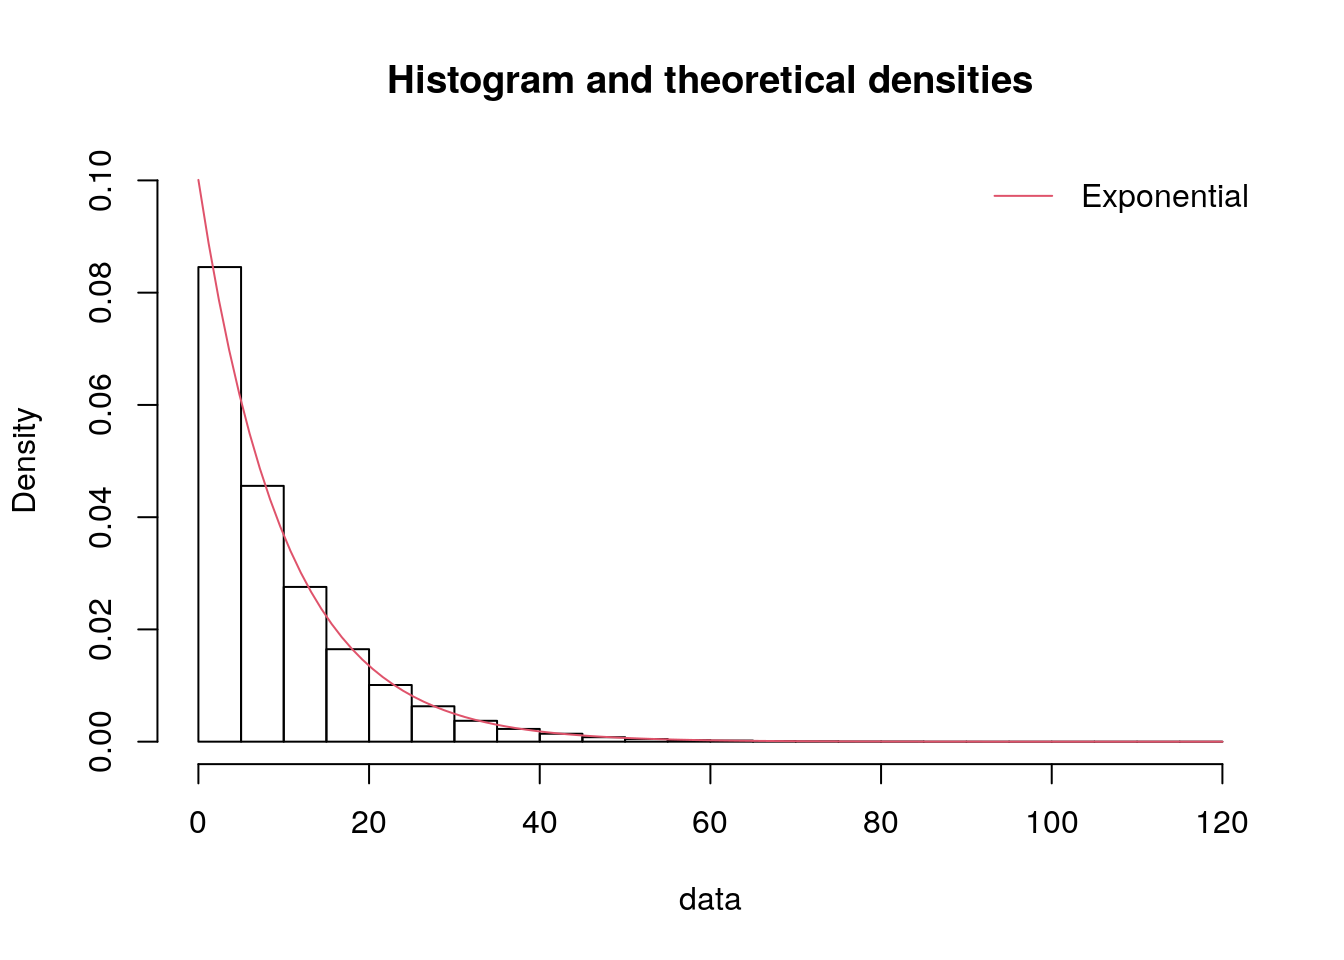 Histogram and theoretical densities
Exponential
Density
0.00 0.02 0.04 0.06 0.08 0.10
0 20 40 60 80 100 120
data